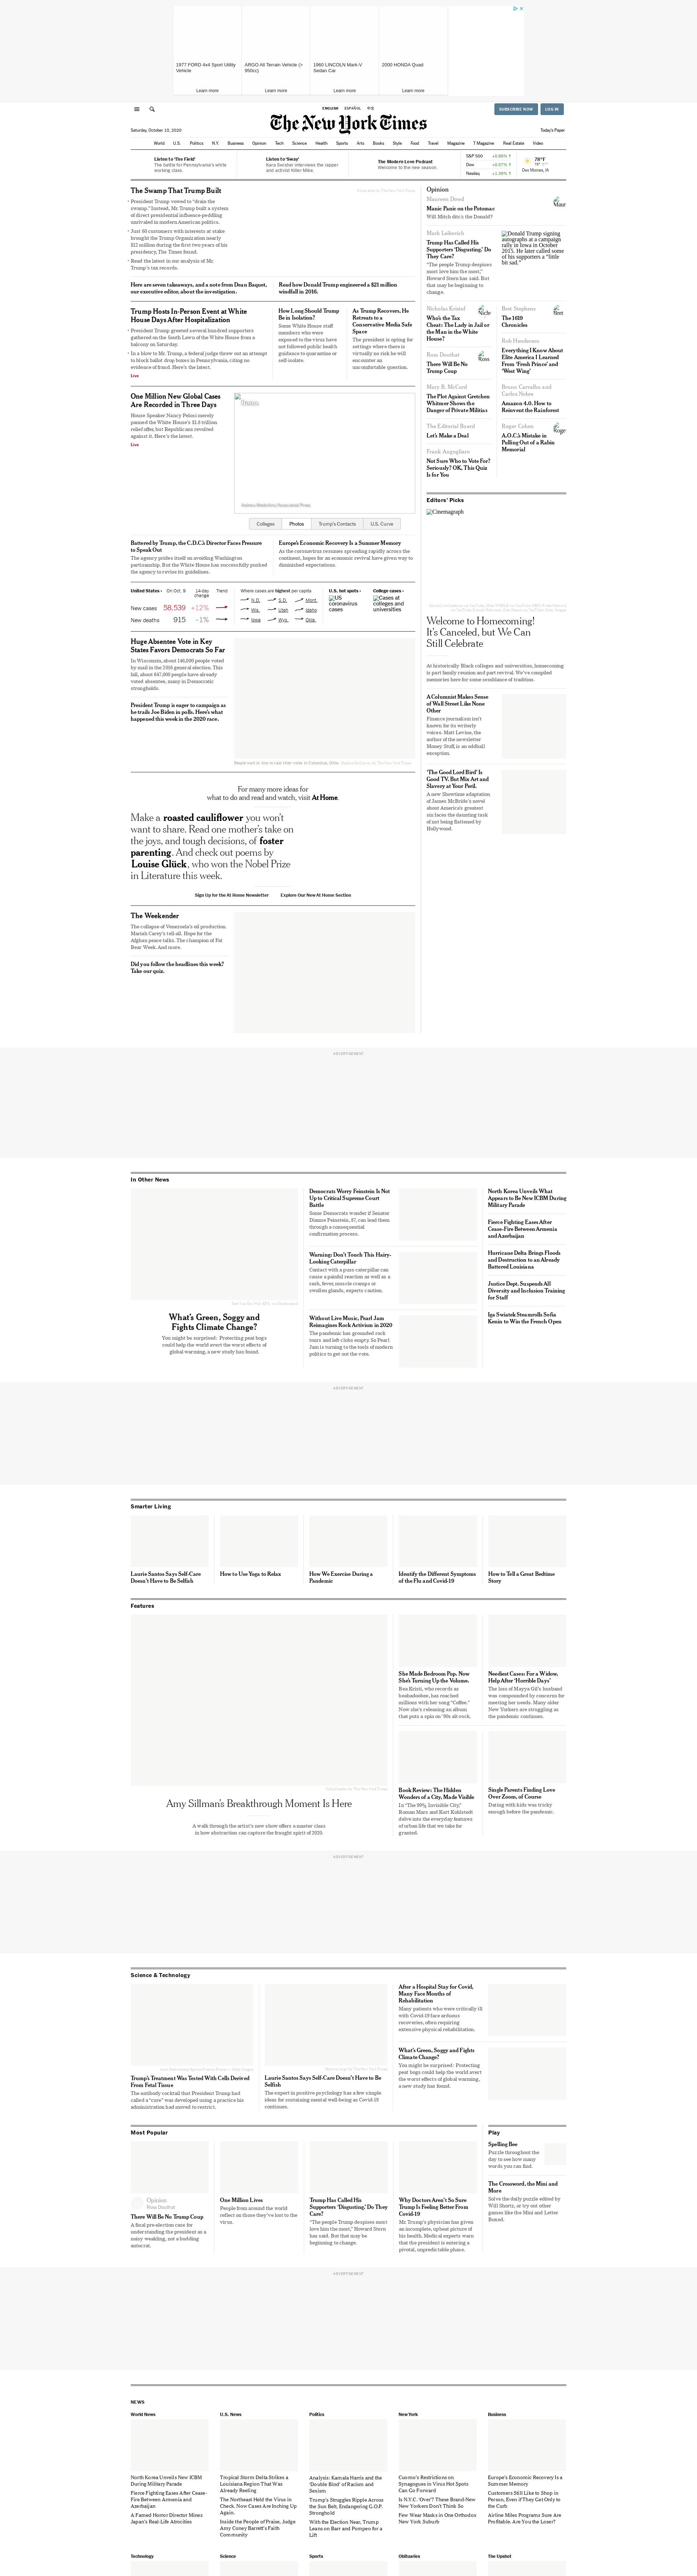 1977 FORD 4x4 Sport Utility Vehicle
Learn more
ARGO All Terrain Vehicle (> 950cc)
Learn more
1960 LINCOLN Mark-V Sedan Car
Learn more
2000 HONDA Quad
Learn more
ENGLISH ESPAÑOL 中文
SUBSCRIBE NOW LOG IN
The New York Times
Saturday, October 10, 2020
Today's Paper
World U.S. Politics N.Y. Business Opinion Tech Science Health Sports Arts Books Style Food Travel Magazine T Magazine Real Estate Video
Listen to 'The Field'
The battle for Pennsylvania's white working class.
Listen to 'Sway'
Kara Swisher interviews the rapper and activist Killer Mike.
The Modern Love Podcast
Welcome to the new season.
S&P 500 +0.88% ↑
Dow +0.57% ↑
Nasdaq +1.39% ↑
78°F
Des Moines, IA
The Swamp That Trump Built
President Trump vowed to "drain the swamp." Instead, Mr. Trump built a system of direct presidential influence-peddling unrivaled in modern American politics.
Just 60 customers with interests at stake brought the Trump Organization nearly $12 million during the first two years of his presidency, The Times found.
Read the latest in our analysis of Mr. Trump's tax records.
Here are seven takeaways, and a note from Dean Baquet, our executive editor, about the investigation.
Read how Donald Trump engineered a $21 million windfall in 2016.
Trump Hosts In-Person Event at White House Days After Hospitalization
President Trump greeted several hundred supporters gathered on the South Lawn of the White House from a balcony on Saturday.
In a blow to Mr. Trump, a federal judge threw out an attempt to block ballot drop boxes in Pennsylvania, citing no evidence of fraud. Here's the latest.
Live
How Long Should Trump Be in Isolation?
Some White House staff members who were exposed to the virus have not followed public health guidance to quarantine or self-isolate.
As Trump Recovers, He Retreats to a Conservative Media Safe Space
The president is opting for settings where there is virtually no risk he will encounter an uncomfortable question.
One Million New Global Cases Are Recorded in Three Days
House Speaker Nancy Pelosi merely panned the White House's $1.8 trillion relief offer, but Republicans revolted against it. Here's the latest.
Live
Colleges Photos Trump's Contacts U.S. Curve
Battered by Trump, the C.D.C.'s Director Faces Pressure to Speak Out
The agency prides itself on avoiding Washington partisanship. But the White House has successfully pushed the agency to revise its guidelines.
Europe's Economic Recovery Is a Summer Memory
As the coronavirus resumes spreading rapidly across the continent, hopes for an economic revival have given way to diminished expectations.
United States › On Oct. 9 14-day change Trend
New cases 58,539 +12%
New deaths 915 –1%
Where cases are highest per capita
N.D. S.D. Mont.
Wis. Utah Idaho
Iowa Wyo. Okla.
U.S. hot spots ›
US coronavirus cases
College cases ›
Cases at colleges and universities
Huge Absentee Vote in Key States Favors Democrats So Far
In Wisconsin, about 146,000 people voted by mail in the 2016 general election. This fall, about 647,000 people have already voted absentee, many in Democratic strongholds.
President Trump is eager to campaign as he trails Joe Biden in polls. Here's what happened this week in the 2020 race.
People wait in line to cast their votes in Columbus, Ohio.
For many more ideas for
what to do and read and watch, visit At Home.
Make a roasted cauliflower you won't
want to share. Read one mother's take on
the joys, and tough decisions, of foster
parenting. And check out poems by
Louise Glück, who won the Nobel Prize
in Literature this week.
Sign Up for the At Home Newsletter Explore Our New At Home Section
The Weekender
The collapse of Venezuela's oil production. Mariah Carey's tell-all. Hope for the Afghan peace talks. The champion of Fat Bear Week. And more.
Did you follow the headlines this week? Take our quiz.
Opinion
Maureen Dowd
Manic Panic on the Potomac
Will Mitch ditch the Donald?
Mark Leibovich
Trump Has Called His Supporters 'Disgusting.' Do They Care?
"The people Trump despises most love him the most," Howard Stern has said. But that may be beginning to change.
Donald Trump signing autographs at a campaign rally in Iowa in October 2015. He later called some of his supporters "a little bit sad."
Nicholas Kristof
Who's the Tax Cheat: The Lady in Jail or the Man in the White House?
Ross Douthat
There Will Be No Trump Coup
Mary B. McCord
The Plot Against Gretchen Whitmer Shows the Danger of Private Militias
The Editorial Board
Let's Make a Deal
Frank Augugliaro
Not Sure Who to Vote For? Seriously? OK, This Quiz Is for You
Bret Stephens
The 1619 Chronicles
Rob Henderson
Everything I Know About Elite America I Learned From 'Fresh Prince' and 'West Wing'
Bruno Carvalho and Carlos Nobre
Amazon 4.0. How to Reinvent the Rainforest
Roger Cohen
A.O.C.'s Mistake in Pulling Out of a Rabin Memorial
Editors' Picks
Cinemagraph
Welcome to Homecoming! It's Canceled, but We Can Still Celebrate
At historically Black colleges and universities, homecoming is part family reunion and part revival. We've compiled memories here for some semblance of tradition.
A Columnist Makes Sense of Wall Street Like None Other
Finance journalism isn't known for its writerly voices. Matt Levine, the author of the newsletter Money Stuff, is an oddball exception.
'The Good Lord Bird' Is Good TV. But Mix Art and Slavery at Your Peril.
A new Showtime adaptation of James McBride's novel about America's greatest sin faces the daunting task of not being flattened by Hollywood.
ADVERTISEMENT
In Other News
What's Green, Soggy and Fights Climate Change?
You might be surprised: Protecting peat bogs could help the world avert the worst effects of global warming, a new study has found.
Democrats Worry Feinstein Is Not Up to Critical Supreme Court Battle
Some Democrats wonder if Senator Dianne Feinstein, 87, can lead them through a consequential confirmation process.
Warning: Don't Touch This Hairy-Looking Caterpillar
Contact with a puss caterpillar can cause a painful reaction as well as a rash, fever, muscle cramps or swollen glands, experts caution.
Without Live Music, Pearl Jam Reimagines Rock Activism in 2020
The pandemic has grounded rock tours and left clubs empty. So Pearl Jam is turning to the tools of modern politics to get out the vote.
North Korea Unveils What Appears to Be New ICBM During Military Parade
Fierce Fighting Eases After Cease-Fire Between Armenia and Azerbaijan
Hurricane Delta Brings Floods and Destruction to an Already Battered Louisiana
Justice Dept. Suspends All Diversity and Inclusion Training for Staff
Iga Swiatek Steamrolls Sofia Kenin to Win the French Open
ADVERTISEMENT
Smarter Living
Laurie Santos Says Self-Care Doesn't Have to Be Selfish
How to Use Yoga to Relax
How We Exercise During a Pandemic
Identify the Different Symptoms of the Flu and Covid-19
How to Tell a Great Bedtime Story
Features
Amy Sillman's Breakthrough Moment Is Here
A walk through the artist's new show offers a master class in how abstraction can capture the fraught spirit of 2020.
She Made Bedroom Pop. Now She's Turning Up the Volume.
Bea Kristi, who records as beabadoobee, has reached millions with her song "Coffee." Now she's releasing an album that puts a spin on '90s alt rock.
Neediest Cases: For a Widow, Help After 'Horrible Days'
The loss of Mayya Gil's husband was compounded by concerns for meeting her needs. Many older New Yorkers are struggling as the pandemic continues.
Book Review: The Hidden Wonders of a City, Made Visible
In "The 99% Invisible City," Roman Mars and Kurt Kohlstedt delve into the everyday features of urban life that we take for granted.
Single Parents Finding Love Over Zoom, of Course
Dating with kids was tricky enough before the pandemic.
ADVERTISEMENT
Science & Technology
Trump's Treatment Was Tested With Cells Derived From Fetal Tissue
The antibody cocktail that President Trump had called a "cure" was developed using a practice his administration had moved to restrict.
Laurie Santos Says Self-Care Doesn't Have to Be Selfish
The expert in positive psychology has a few simple ideas for sustaining mental well-being as Covid-19 continues.
After a Hospital Stay for Covid, Many Face Months of Rehabilitation
Many patients who were critically ill with Covid-19 face arduous recoveries, often requiring extensive physical rehabilitation.
What's Green, Soggy and Fights Climate Change?
You might be surprised: Protecting peat bogs could help the world avert the worst effects of global warming, a new study has found.
Most Popular
Opinion
Ross Douthat
There Will Be No Trump Coup
A final pre-election case for understanding the president as a noisy weakling, not a budding autocrat.
One Million Lives
People from around the world reflect on those they've lost to the virus.
Trump Has Called His Supporters 'Disgusting.' Do They Care?
"The people Trump despises most love him the most," Howard Stern has said. But that may be beginning to change.
Why Doctors Aren't So Sure Trump Is Feeling Better From Covid-19
Mr. Trump's physician has given an incomplete, upbeat picture of his health. Medical experts warn that the president is entering a pivotal, unpredictable phase.
Play
Spelling Bee
Puzzle throughout the day to see how many words you can find.
The Crossword, the Mini and More
Solve the daily puzzle edited by Will Shortz, or try out other games like the Mini and Letter Boxed.
ADVERTISEMENT
NEWS
World News
North Korea Unveils New ICBM During Military Parade
Fierce Fighting Eases After Cease-Fire Between Armenia and Azerbaijan
A Famed Horror Director Mines Japan's Real-Life Atrocities
U.S. News
Tropical Storm Delta Strikes a Louisiana Region That Was Already Reeling
The Northeast Held the Virus in Check. Now Cases Are Inching Up Again.
Inside the People of Praise, Judge Amy Coney Barrett's Faith Community
Politics
Analysis: Kamala Harris and the 'Double Bind' of Racism and Sexism
Trump's Struggles Ripple Across the Sun Belt, Endangering G.O.P. Stronghold
With the Election Near, Trump Leans on Barr and Pompeo for a Lift
New York
Cuomo's Restrictions on Synagogues in Virus Hot Spots Can Go Forward
Is N.Y.C. 'Over'? These Brand-New New Yorkers Don't Think So
Few Wear Masks in One Orthodox New York Suburb
Business
Europe's Economic Recovery Is a Summer Memory
Customers Still Like to Shop in Person, Even if They Get Only to the Curb
Airline Miles Programs Sure Are Profitable. Are You the Loser?
Technology Science Sports Obituaries The Upshot